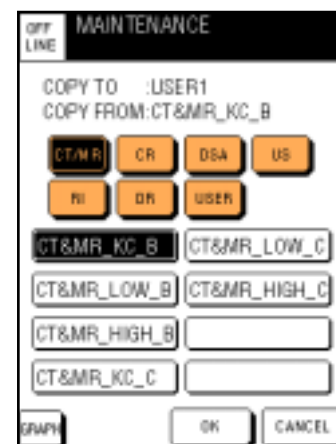 OFF LINE MAINTENANCE
COPY TO :USER1
COPY FROM:CT&MR_KC_B
CT/MR CR DSA US
RI DR USER
CT&MR_KC_B CT&MR_LOW_C
CT&MR_LOW_B CT&MR_HIGH_C
CT&MR_HIGH_B
CT&MR_KC_C
GRAPH OK CANCEL